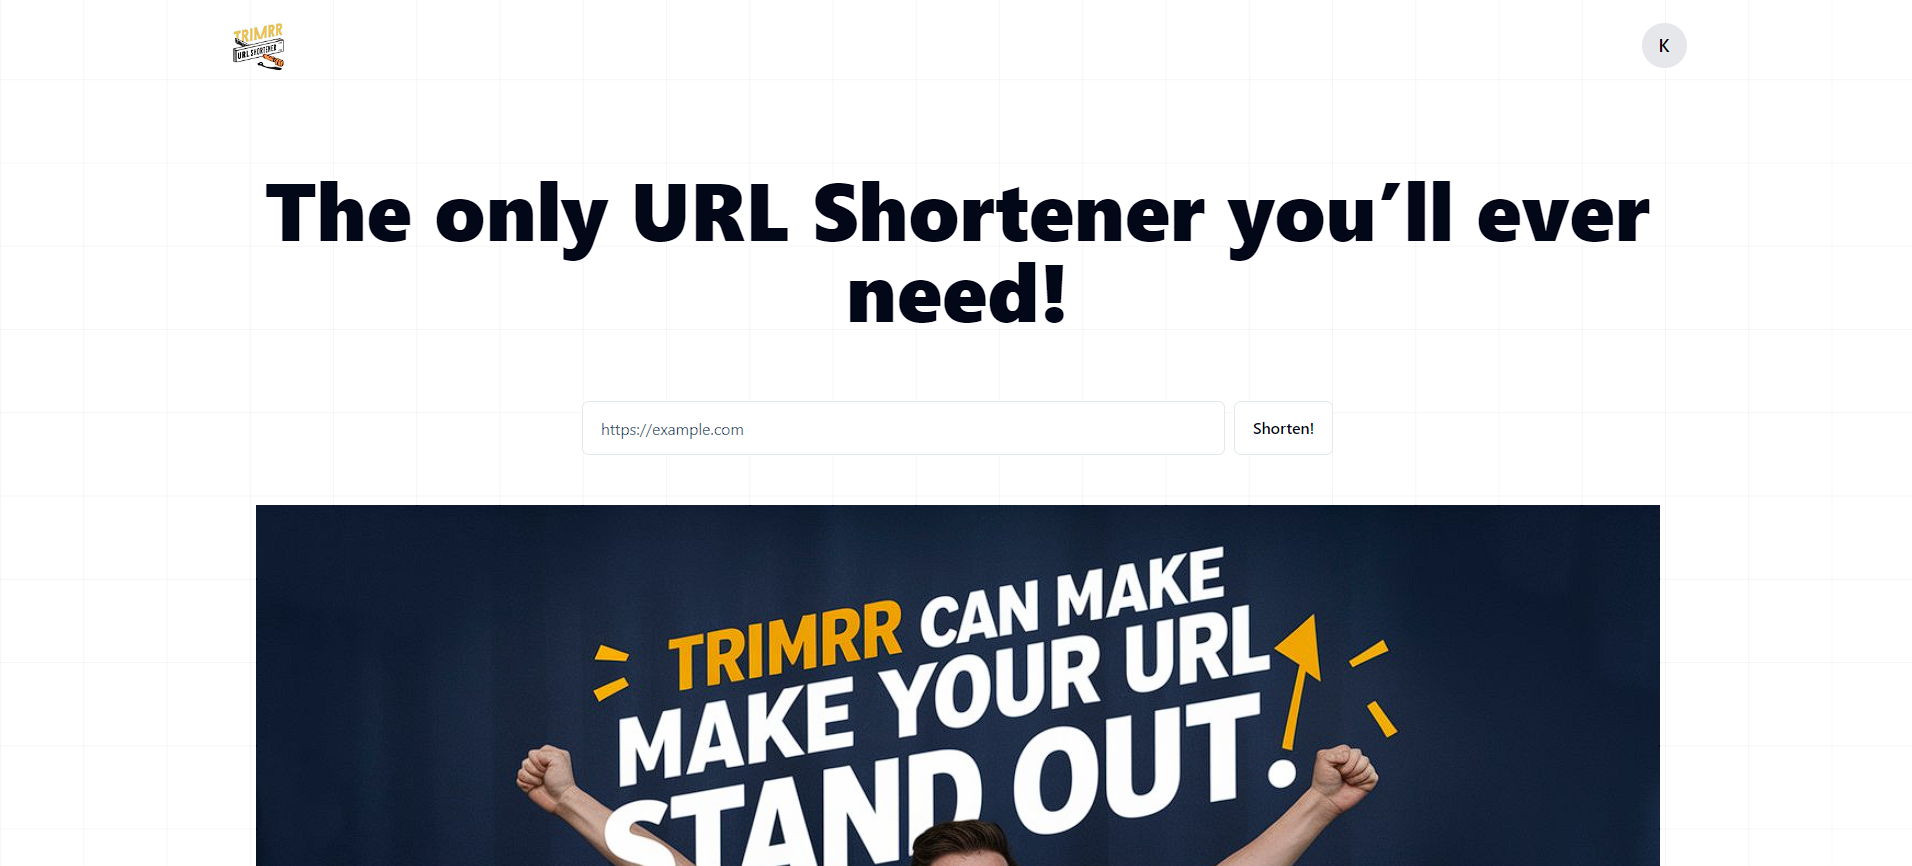 TRIMRR
URL SHORTENER
K
The only URL Shortener you’ll ever
need!
https://example.com
Shorten!
TRIMRR CAN MAKE
MAKE YOUR URL
STAND OUT!